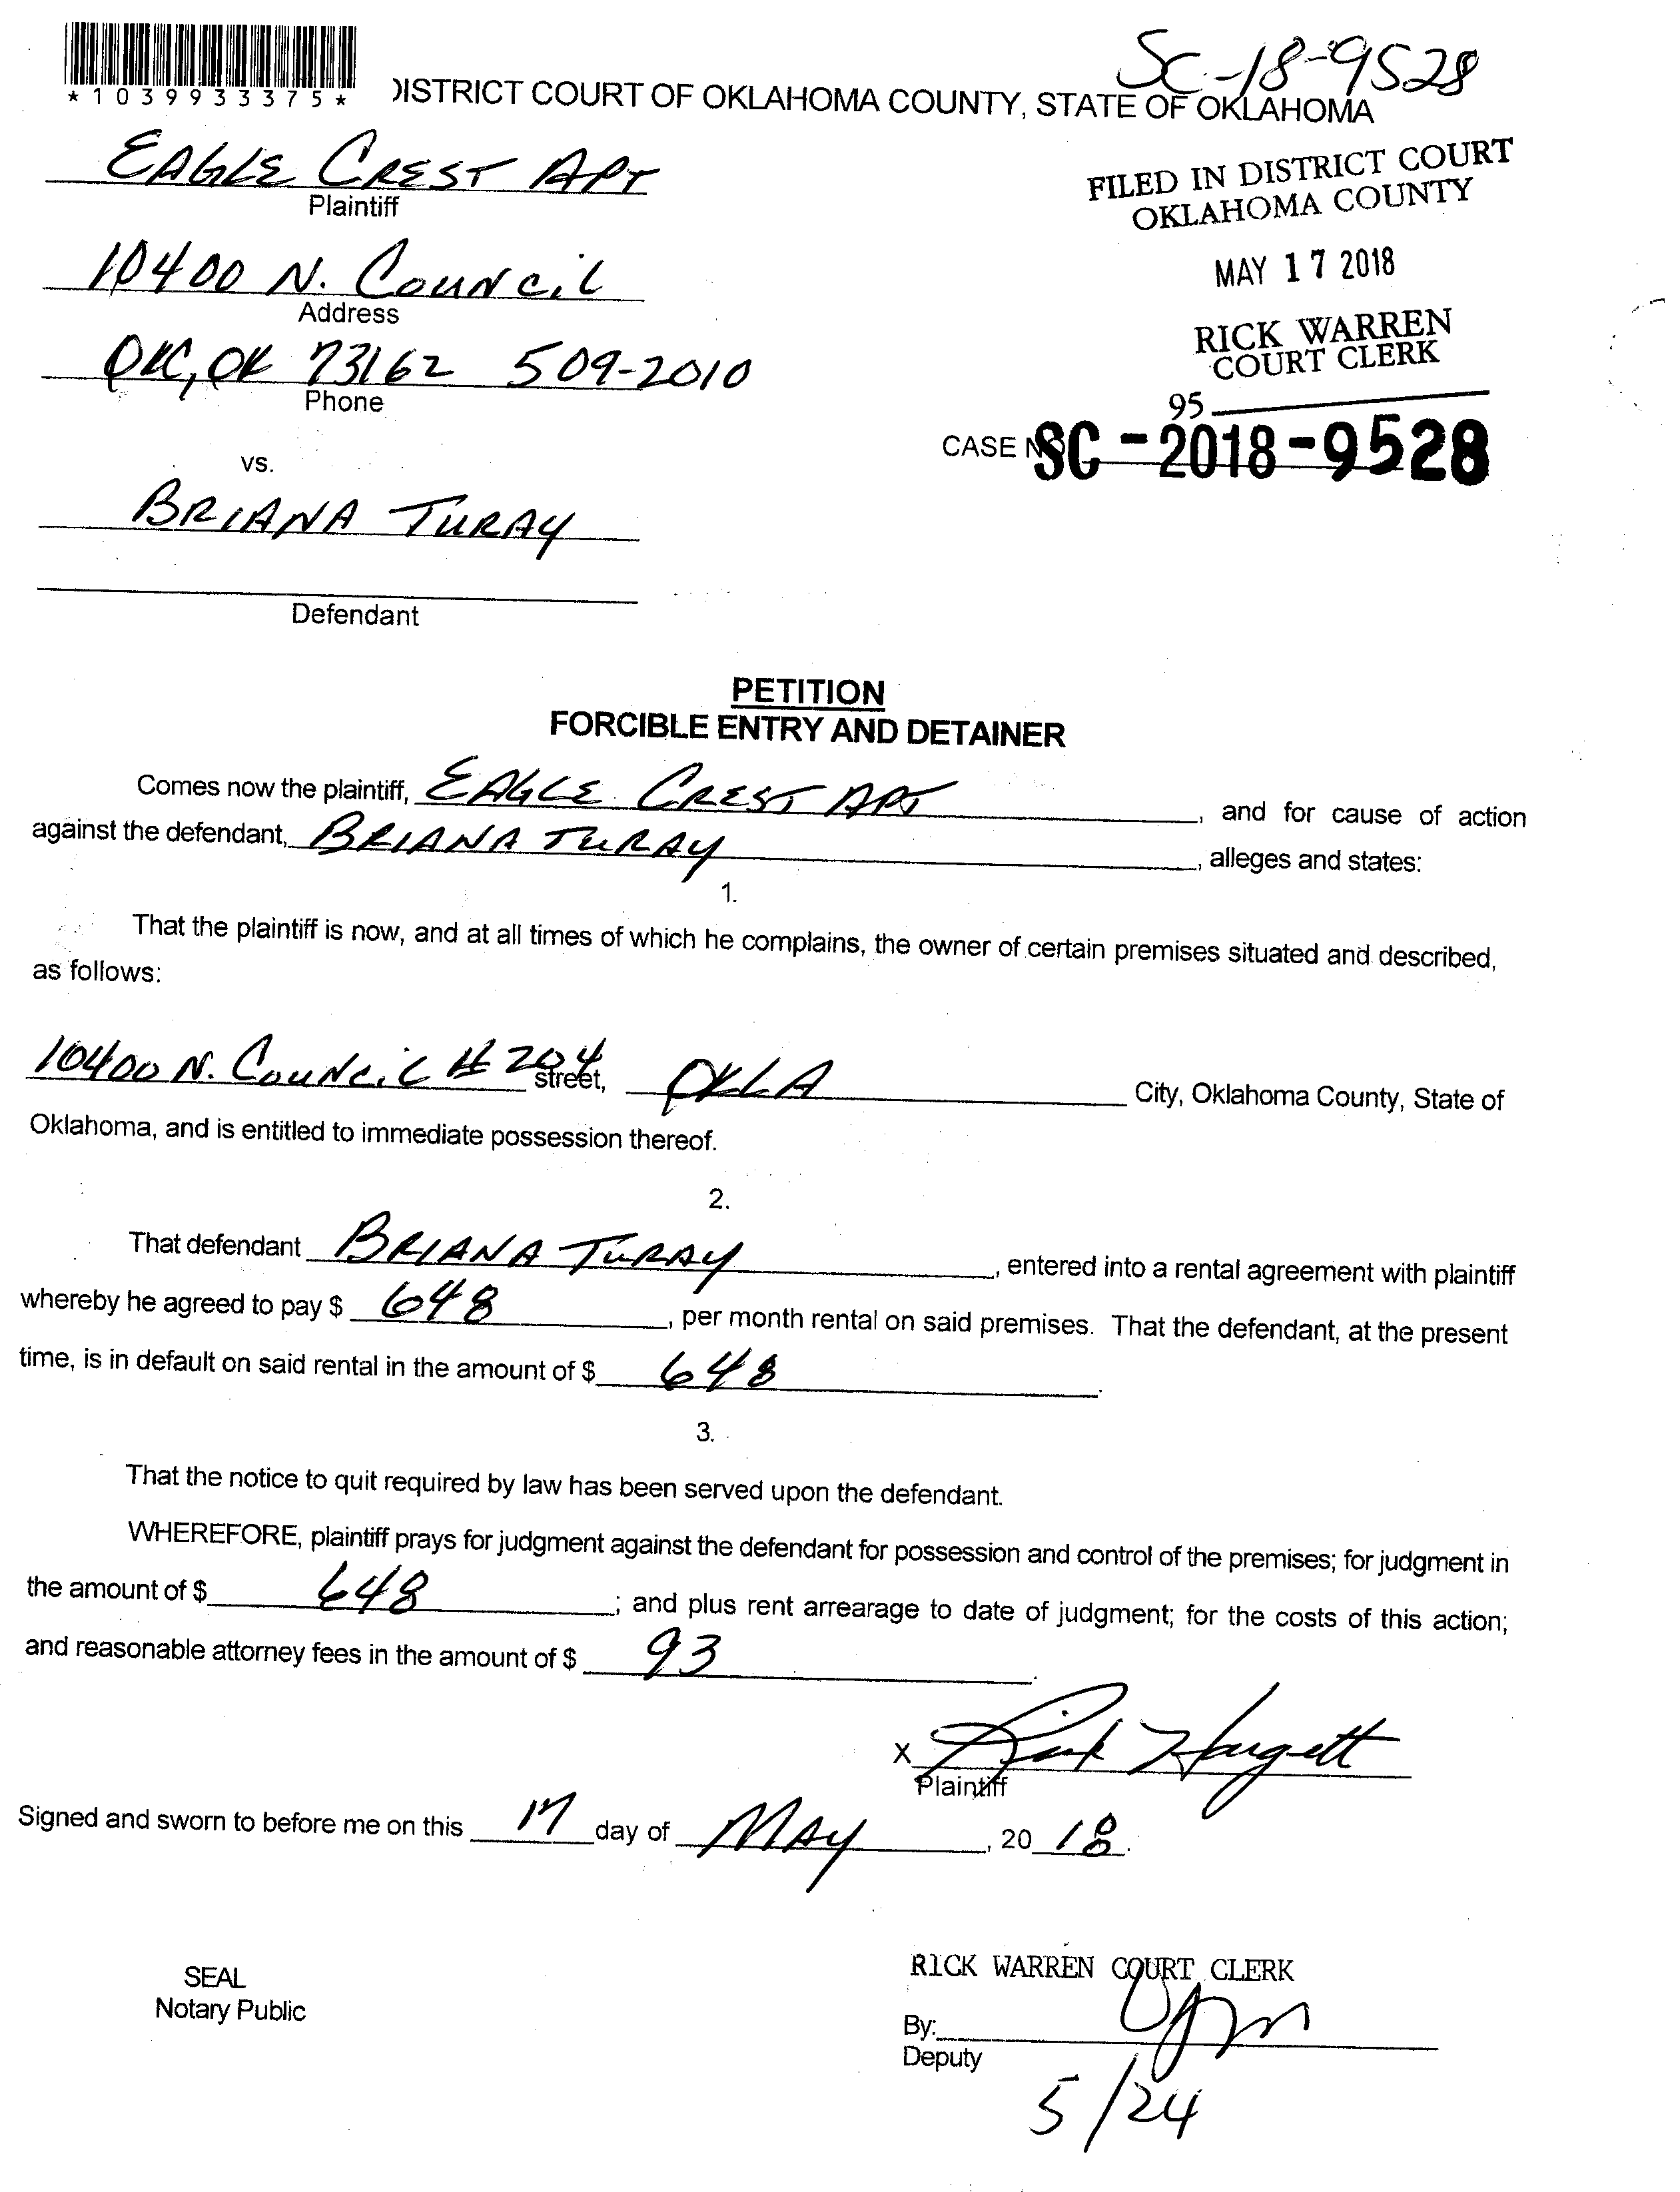 SC-18-9528
*1039933375*
DISTRICT COURT OF OKLAHOMA COUNTY, STATE OF OKLAHOMA
EAGLE CREST APT
Plaintiff
FILED IN DISTRICT COURT
OKLAHOMA COUNTY
MAY 17 2018
RICK WARREN
COURT CLERK
95
10400 N. COUNCIL
Address
OKC, OK 73162 509-2010
Phone
CASE NO SC-2018-9528
vs.
BRIANA TURAY
Defendant
PETITION
FORCIBLE ENTRY AND DETAINER
Comes now the plaintiff, EAGLE CREST APT, and for cause of action
against the defendant, BRIANA TURAY, alleges and states:
1.
That the plaintiff is now, and at all times of which he complains, the owner of certain premises situated and described,
as follows:
10400 N. COUNCIL #204 street, OKLA City, Oklahoma County, State of
Oklahoma, and is entitled to immediate possession thereof.
2.
That defendant BRIANA TURAY, entered into a rental agreement with plaintiff
whereby he agreed to pay $ 648, per month rental on said premises. That the defendant, at the present
time, is in default on said rental in the amount of $ 648.
3.
That the notice to quit required by law has been served upon the defendant.
WHEREFORE, plaintiff prays for judgment against the defendant for possession and control of the premises; for judgment in
the amount of $ 648; and plus rent arrearage to date of judgment; for the costs of this action;
and reasonable attorney fees in the amount of $ 93.
X Rick Hargett
Plaintiff
Signed and sworn to before me on this 17 day of MAY, 20 18.
SEAL
Notary Public
RICK WARREN COURT CLERK
By:
Deputy
5/24